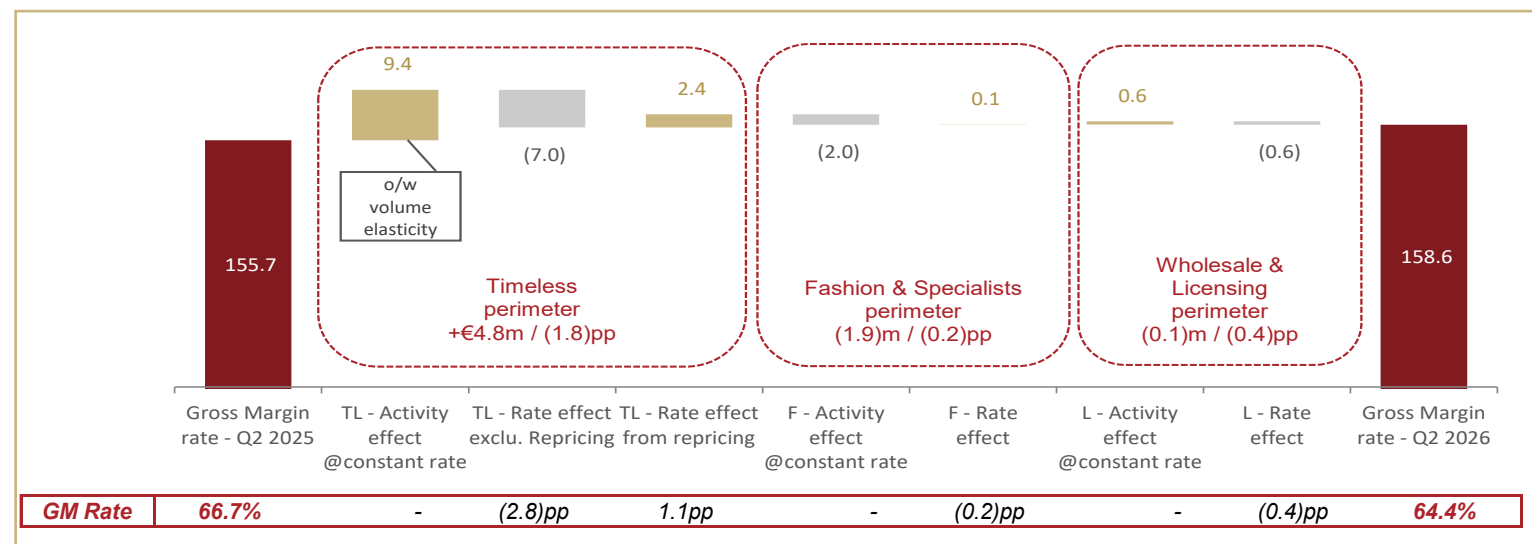 9.4
2.4
0.1
0.6
(7.0)
(2.0)
(0.6)
o/w
volume
elasticity
155.7
158.6
Timeless
perimeter
+€4.8m / (1.8)pp
Fashion & Specialists
perimeter
(1.9)m / (0.2)pp
Wholesale &
Licensing
perimeter
(0.1)m / (0.4)pp
Gross Margin
rate - Q2 2025
TL - Activity
effect
@constant rate
TL - Rate effect
exclu. Repricing
TL - Rate effect
from repricing
F - Activity
effect
@constant rate
F - Rate
effect
L - Activity
effect
@constant rate
L - Rate
effect
Gross Margin
rate - Q2 2026
GM Rate 66.7% - (2.8)pp 1.1pp - (0.2)pp - (0.4)pp 64.4%